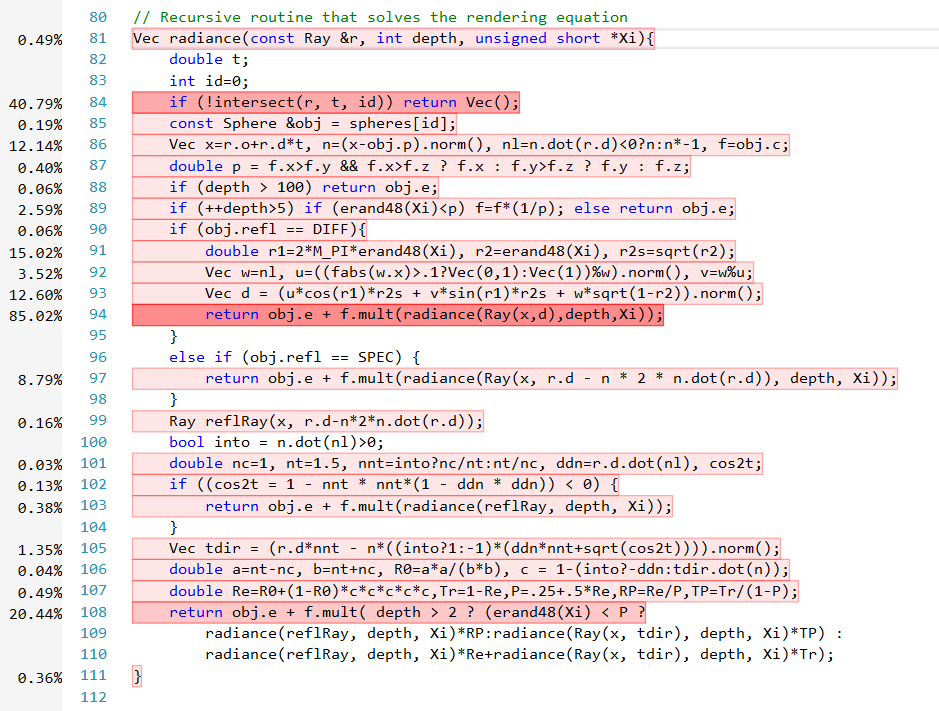 80 // Recursive routine that solves the rendering equation
0.49% 81 Vec radiance(const Ray &r, int depth, unsigned short *Xi){
82 double t;
83 int id=0;
40.79% 84 if (!intersect(r, t, id)) return Vec();
0.19% 85 const Sphere &obj = spheres[id];
12.14% 86 Vec x=r.o+r.d*t, n=(x-obj.p).norm(), nl=n.dot(r.d)<0?n:n*-1, f=obj.c;
0.40% 87 double p = f.x>f.y && f.x>f.z ? f.x : f.y>f.z ? f.y : f.z;
0.06% 88 if (depth > 100) return obj.e;
2.59% 89 if (++depth>5) if (erand48(Xi)<p) f=f*(1/p); else return obj.e;
0.06% 90 if (obj.refl == DIFF){
15.02% 91 double r1=2*M_PI*erand48(Xi), r2=erand48(Xi), r2s=sqrt(r2);
3.52% 92 Vec w=nl, u=((fabs(w.x)>.1?Vec(0,1):Vec(1))%w).norm(), v=w%u;
12.60% 93 Vec d = (u*cos(r1)*r2s + v*sin(r1)*r2s + w*sqrt(1-r2)).norm();
85.02% 94 return obj.e + f.mult(radiance(Ray(x,d),depth,Xi));
95 }
96 else if (obj.refl == SPEC) {
8.79% 97 return obj.e + f.mult(radiance(Ray(x, r.d - n * 2 * n.dot(r.d)), depth, Xi));
98 }
0.16% 99 Ray reflRay(x, r.d-n*2*n.dot(r.d));
100 bool into = n.dot(nl)>0;
0.03% 101 double nc=1, nt=1.5, nnt=into?nc/nt:nt/nc, ddn=r.d.dot(nl), cos2t;
0.13% 102 if ((cos2t = 1 - nnt * nnt*(1 - ddn * ddn)) < 0) {
0.38% 103 return obj.e + f.mult(radiance(reflRay, depth, Xi));
104 }
1.35% 105 Vec tdir = (r.d*nnt - n*((into?1:-1)*(ddn*nnt+sqrt(cos2t)))).norm();
0.04% 106 double a=nt-nc, b=nt+nc, R0=a*a/(b*b), c = 1-(into?-ddn:tdir.dot(n));
0.49% 107 double Re=R0+(1-R0)*c*c*c*c*c,Tr=1-Re,P=.25+.5*Re,RP=Re/P,TP=Tr/(1-P);
20.44% 108 return obj.e + f.mult( depth > 2 ? (erand48(Xi) < P ?
109 radiance(reflRay, depth, Xi)*RP:radiance(Ray(x, tdir), depth, Xi)*TP) :
110 radiance(reflRay, depth, Xi)*Re+radiance(Ray(x, tdir), depth, Xi)*Tr);
0.36% 111 }
112